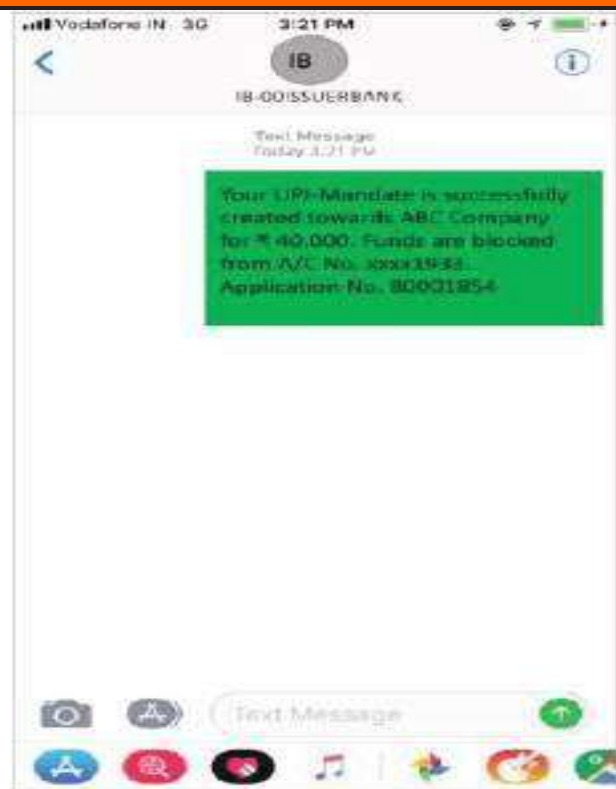 Vodafone IN 3G 3:21 PM
IB
IB-00ISSUERBANK
Text Message
Today 3:21 PM
Your UPI-Mandate is successfully
created towards ABC Company
for ₹ 40,000. Funds are blocked
from A/C No. xxxx1933.
Application No. 80001854
Text Message